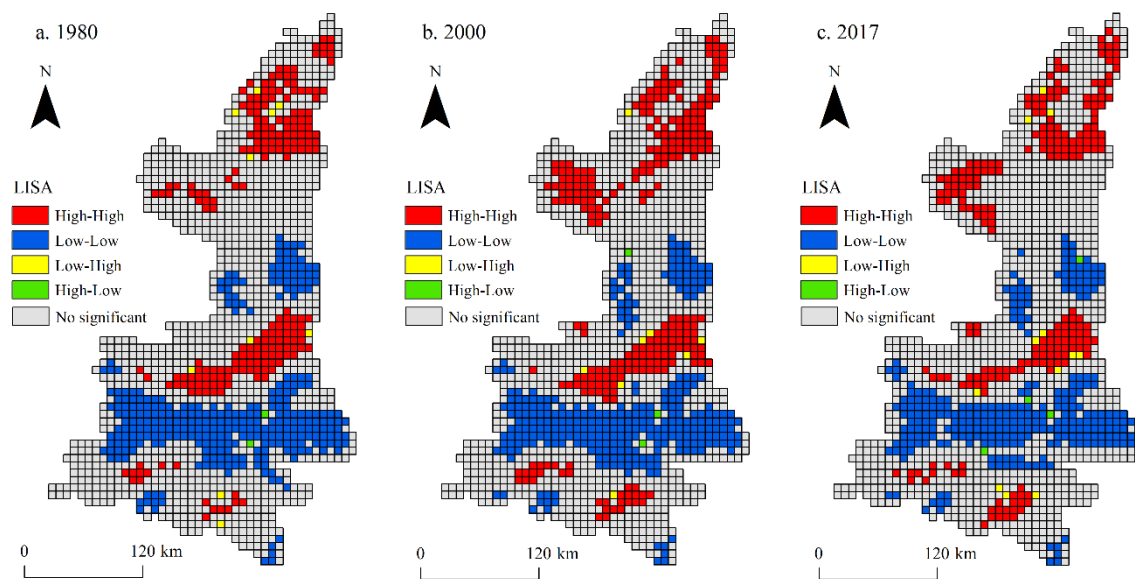 a. 1980
N
LISA
High-High
Low-Low
Low-High
High-Low
No significant
0 120 km
b. 2000
N
LISA
High-High
Low-Low
Low-High
High-Low
No significant
0 120 km
c. 2017
N
LISA
High-High
Low-Low
Low-High
High-Low
No significant
0 120 km